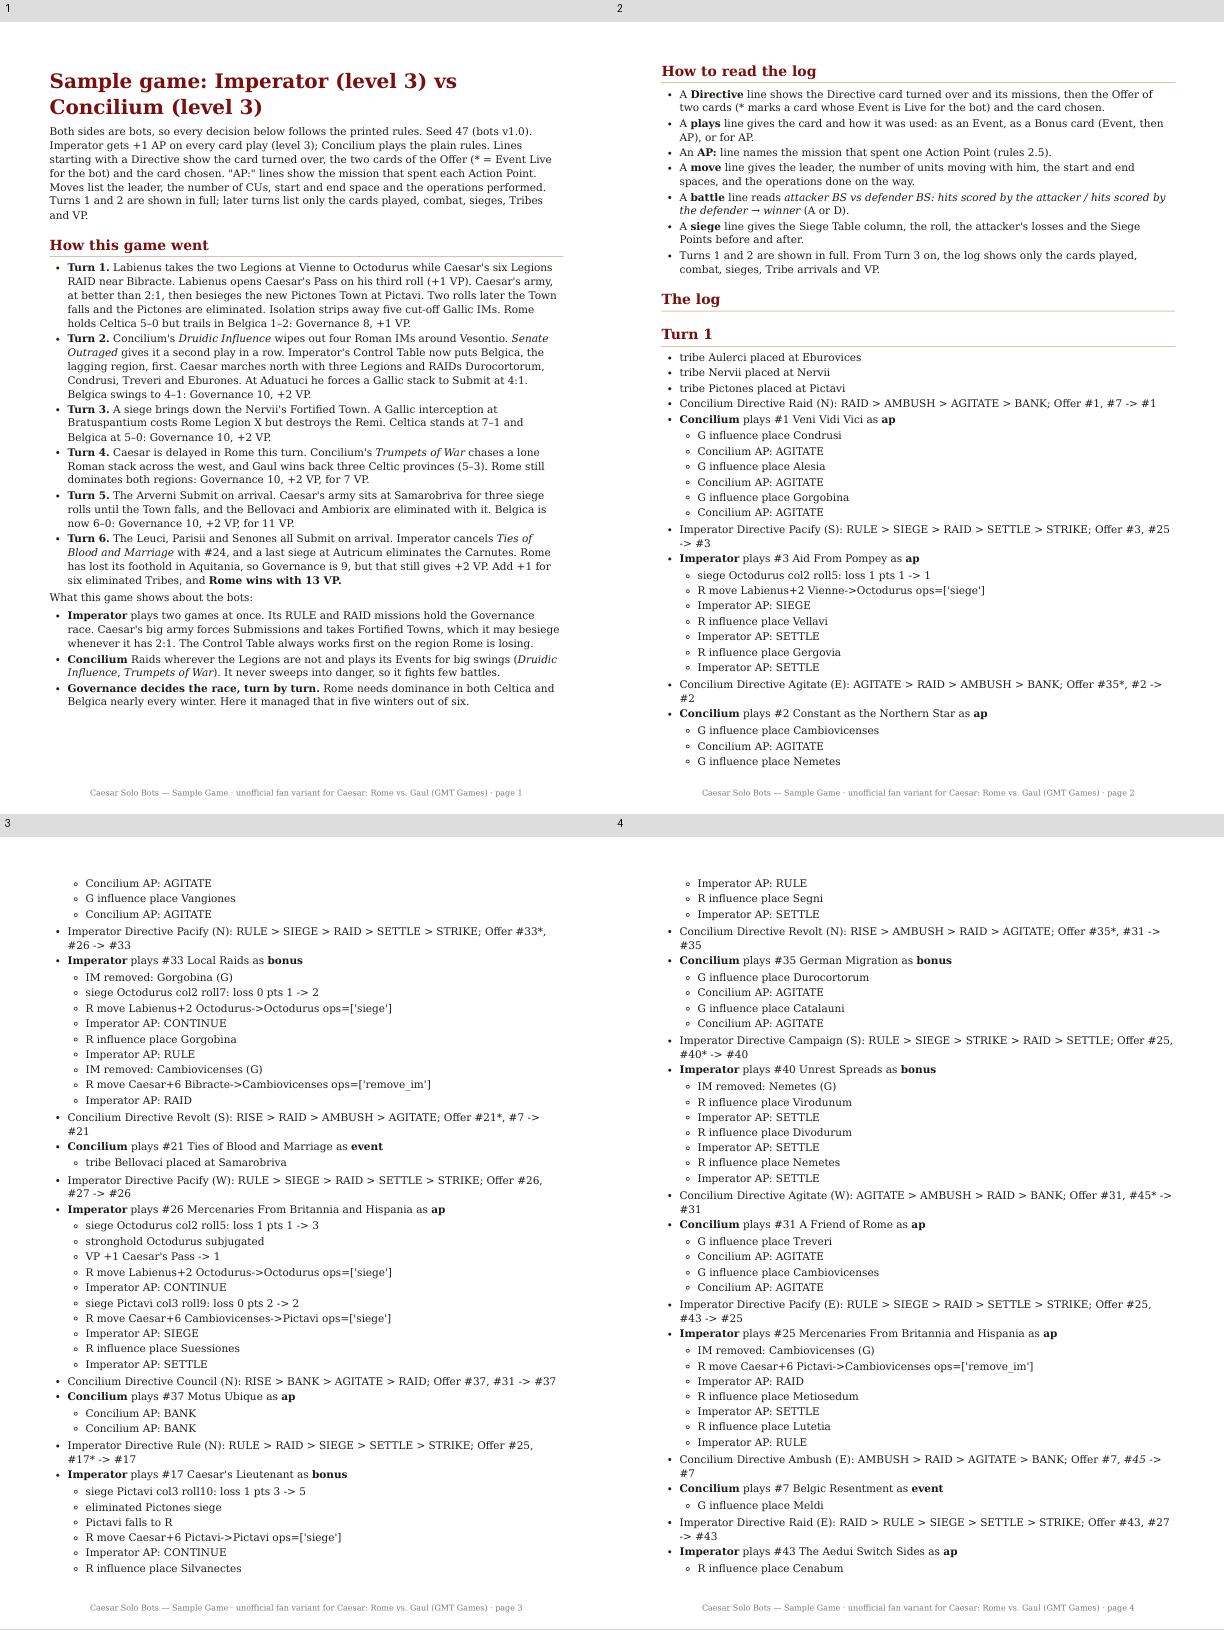 1
Sample game: Imperator (level 3) vs
Concilium (level 3)
Both sides are bots, so every decision below follows the printed rules. Seed 47 (bots v1.0).
Imperator gets +1 AP on every card play (level 3); Concilium plays the plain rules. Lines
starting with a Directive show the card turned over, the two cards of the Offer (* = Event Live
for the bot) and the card chosen. "AP:" lines show the mission that spent each Action Point.
Moves list the leader, the number of CUs, start and end space and the operations performed.
Turns 1 and 2 are shown in full; later turns list only the cards played, combat, sieges, Tribes
and VP.
How this game went
• Turn 1. Labienus takes the two Legions at Vienne to Octodurus while Caesar's six Legions
RAID near Bibracte. Labienus opens Caesar's Pass on his third roll (+1 VP). Caesar's army,
at better than 2:1, then besieges the new Pictones Town at Pictavi. Two rolls later the Town
falls and the Pictones are eliminated. Isolation strips away five cut-off Gallic IMs. Rome
holds Celtica 5–0 but trails in Belgica 1–2: Governance 8, +1 VP.
• Turn 2. Concilium's Druidic Influence wipes out four Roman IMs around Vesontio. Senate
Outraged gives it a second play in a row. Imperator's Control Table now puts Belgica, the
lagging region, first. Caesar marches north with three Legions and RAIDs Durocortorum,
Condrusi, Treveri and Eburones. At Aduatuci he forces a Gallic stack to Submit at 4:1.
Belgica swings to 4–1: Governance 10, +2 VP.
• Turn 3. A siege brings down the Nervii's Fortified Town. A Gallic interception at
Bratuspantium costs Rome Legion X but destroys the Remi. Celtica stands at 7–1 and
Belgica at 5–0: Governance 10, +2 VP.
• Turn 4. Caesar is delayed in Rome this turn. Concilium's Trumpets of War chases a lone
Roman stack across the west, and Gaul wins back three Celtic provinces (5–3). Rome still
dominates both regions: Governance 10, +2 VP, for 7 VP.
• Turn 5. The Arverni Submit on arrival. Caesar's army sits at Samarobriva for three siege
rolls until the Town falls, and the Bellovaci and Ambiorix are eliminated with it. Belgica is
now 6–0: Governance 10, +2 VP, for 11 VP.
• Turn 6. The Leuci, Parisii and Senones all Submit on arrival. Imperator cancels Ties of
Blood and Marriage with #24, and a last siege at Autricum eliminates the Carnutes. Rome
has lost its foothold in Aquitania, so Governance is 9, but that still gives +2 VP. Add +1 for
six eliminated Tribes, and Rome wins with 13 VP.
What this game shows about the bots:
• Imperator plays two games at once. Its RULE and RAID missions hold the Governance
race. Caesar's big army forces Submissions and takes Fortified Towns, which it may besiege
whenever it has 2:1. The Control Table always works first on the region Rome is losing.
• Concilium Raids wherever the Legions are not and plays its Events for big swings (Druidic
Influence, Trumpets of War). It never sweeps into danger, so it fights few battles.
• Governance decides the race, turn by turn. Rome needs dominance in both Celtica and
Belgica nearly every winter. Here it managed that in five winters out of six.
Caesar Solo Bots — Sample Game · unofficial fan variant for Caesar: Rome vs. Gaul (GMT Games) · page 1
2
How to read the log
• A Directive line shows the Directive card turned over and its missions, then the Offer of
two cards (* marks a card whose Event is Live for the bot) and the card chosen.
• A plays line gives the card and how it was used: as an Event, as a Bonus card (Event, then
AP), or for AP.
• An AP: line names the mission that spent one Action Point (rules 2.5).
• A move line gives the leader, the number of units moving with him, the start and end
spaces, and the operations done on the way.
• A battle line reads attacker BS vs defender BS: hits scored by the attacker / hits scored by
the defender → winner (A or D).
• A siege line gives the Siege Table column, the roll, the attacker's losses and the Siege
Points before and after.
• Turns 1 and 2 are shown in full. From Turn 3 on, the log shows only the cards played,
combat, sieges, Tribe arrivals and VP.
The log
Turn 1
• tribe Aulerci placed at Eburovices
• tribe Nervii placed at Nervii
• tribe Pictones placed at Pictavi
• Concilium Directive Raid (N): RAID > AMBUSH > AGITATE > BANK; Offer #1, #7 -> #1
• Concilium plays #1 Veni Vidi Vici as ap
◦ G influence place Condrusi
◦ Concilium AP: AGITATE
◦ G influence place Alesia
◦ Concilium AP: AGITATE
◦ G influence place Gorgobina
◦ Concilium AP: AGITATE
• Imperator Directive Pacify (S): RULE > SIEGE > RAID > SETTLE > STRIKE; Offer #3, #25
-> #3
• Imperator plays #3 Aid From Pompey as ap
◦ siege Octodurus col2 roll5: loss 1 pts 1 -> 1
◦ R move Labienus+2 Vienne->Octodurus ops=['siege']
◦ Imperator AP: SIEGE
◦ R influence place Vellavi
◦ Imperator AP: SETTLE
◦ R influence place Gergovia
◦ Imperator AP: SETTLE
• Concilium Directive Agitate (E): AGITATE > RAID > AMBUSH > BANK; Offer #35*, #2 ->
#2
• Concilium plays #2 Constant as the Northern Star as ap
◦ G influence place Cambiovicenses
◦ Concilium AP: AGITATE
◦ G influence place Nemetes
Caesar Solo Bots — Sample Game · unofficial fan variant for Caesar: Rome vs. Gaul (GMT Games) · page 2
3
◦ Concilium AP: AGITATE
◦ G influence place Vangiones
◦ Concilium AP: AGITATE
• Imperator Directive Pacify (N): RULE > SIEGE > RAID > SETTLE > STRIKE; Offer #33*,
#26 -> #33
• Imperator plays #33 Local Raids as bonus
◦ IM removed: Gorgobina (G)
◦ siege Octodurus col2 roll7: loss 0 pts 1 -> 2
◦ R move Labienus+2 Octodurus->Octodurus ops=['siege']
◦ Imperator AP: CONTINUE
◦ R influence place Gorgobina
◦ Imperator AP: RULE
◦ IM removed: Cambiovicenses (G)
◦ R move Caesar+6 Bibracte->Cambiovicenses ops=['remove_im']
◦ Imperator AP: RAID
• Concilium Directive Revolt (S): RISE > RAID > AMBUSH > AGITATE; Offer #21*, #7 ->
#21
• Concilium plays #21 Ties of Blood and Marriage as event
◦ tribe Bellovaci placed at Samarobriva
• Imperator Directive Pacify (W): RULE > SIEGE > RAID > SETTLE > STRIKE; Offer #26,
#27 -> #26
• Imperator plays #26 Mercenaries From Britannia and Hispania as ap
◦ siege Octodurus col2 roll5: loss 1 pts 1 -> 3
◦ stronghold Octodurus subjugated
◦ VP +1 Caesar's Pass -> 1
◦ R move Labienus+2 Octodurus->Octodurus ops=['siege']
◦ Imperator AP: CONTINUE
◦ siege Pictavi col3 roll9: loss 0 pts 2 -> 2
◦ R move Caesar+6 Cambiovicenses->Pictavi ops=['siege']
◦ Imperator AP: SIEGE
◦ R influence place Suessiones
◦ Imperator AP: SETTLE
• Concilium Directive Council (N): RISE > BANK > AGITATE > RAID; Offer #37, #31 -> #37
• Concilium plays #37 Motus Ubique as ap
◦ Concilium AP: BANK
◦ Concilium AP: BANK
• Imperator Directive Rule (N): RULE > RAID > SIEGE > SETTLE > STRIKE; Offer #25,
#17* -> #17
• Imperator plays #17 Caesar's Lieutenant as bonus
◦ siege Pictavi col3 roll10: loss 1 pts 3 -> 5
◦ eliminated Pictones siege
◦ Pictavi falls to R
◦ R move Caesar+6 Pictavi->Pictavi ops=['siege']
◦ Imperator AP: CONTINUE
◦ R influence place Silvanectes
Caesar Solo Bots — Sample Game · unofficial fan variant for Caesar: Rome vs. Gaul (GMT Games) · page 3
4
◦ Imperator AP: RULE
◦ R influence place Segni
◦ Imperator AP: SETTLE
• Concilium Directive Revolt (N): RISE > AMBUSH > RAID > AGITATE; Offer #35*, #31 ->
#35
• Concilium plays #35 German Migration as bonus
◦ G influence place Durocortorum
◦ Concilium AP: AGITATE
◦ G influence place Catalauni
◦ Concilium AP: AGITATE
• Imperator Directive Campaign (S): RULE > SIEGE > STRIKE > RAID > SETTLE; Offer #25,
#40* -> #40
• Imperator plays #40 Unrest Spreads as bonus
◦ IM removed: Nemetes (G)
◦ R influence place Virodunum
◦ Imperator AP: SETTLE
◦ R influence place Divodurum
◦ Imperator AP: SETTLE
◦ R influence place Nemetes
◦ Imperator AP: SETTLE
• Concilium Directive Agitate (W): AGITATE > AMBUSH > RAID > BANK; Offer #31, #45* ->
#31
• Concilium plays #31 A Friend of Rome as ap
◦ G influence place Treveri
◦ Concilium AP: AGITATE
◦ G influence place Cambiovicenses
◦ Concilium AP: AGITATE
• Imperator Directive Pacify (E): RULE > SIEGE > RAID > SETTLE > STRIKE; Offer #25,
#43 -> #25
• Imperator plays #25 Mercenaries From Britannia and Hispania as ap
◦ IM removed: Cambiovicenses (G)
◦ R move Caesar+6 Pictavi->Cambiovicenses ops=['remove_im']
◦ Imperator AP: RAID
◦ R influence place Metiosedum
◦ Imperator AP: SETTLE
◦ R influence place Lutetia
◦ Imperator AP: RULE
• Concilium Directive Ambush (E): AMBUSH > RAID > AGITATE > BANK; Offer #7, #45 ->
#7
• Concilium plays #7 Belgic Resentment as event
◦ G influence place Meldi
• Imperator Directive Raid (E): RAID > RULE > SIEGE > SETTLE > STRIKE; Offer #43, #27
-> #43
• Imperator plays #43 The Aedui Switch Sides as ap
◦ R influence place Cenabum
Caesar Solo Bots — Sample Game · unofficial fan variant for Caesar: Rome vs. Gaul (GMT Games) · page 4